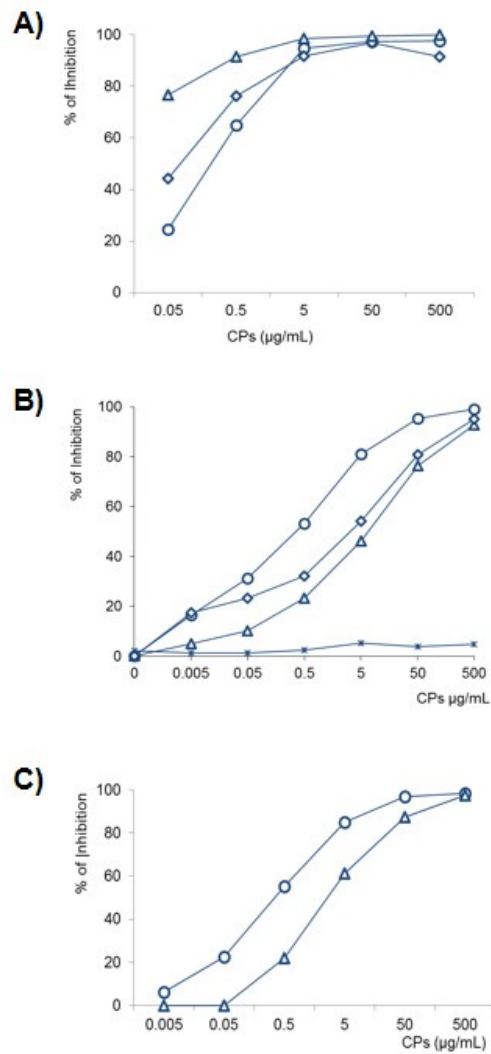 A)
% of Ihnibition
100
80
60
40
20
0
0.05 0.5 5 50 500
CPs (µg/mL)
B)
% of Inhibition
100
80
60
40
20
0
0 0.005 0.05 0.5 5 50 500
CPs µg/mL
C)
% of Inhibition
100
80
60
40
20
0
0.005 0.05 0.5 5 50 500
CPs (µg/mL)